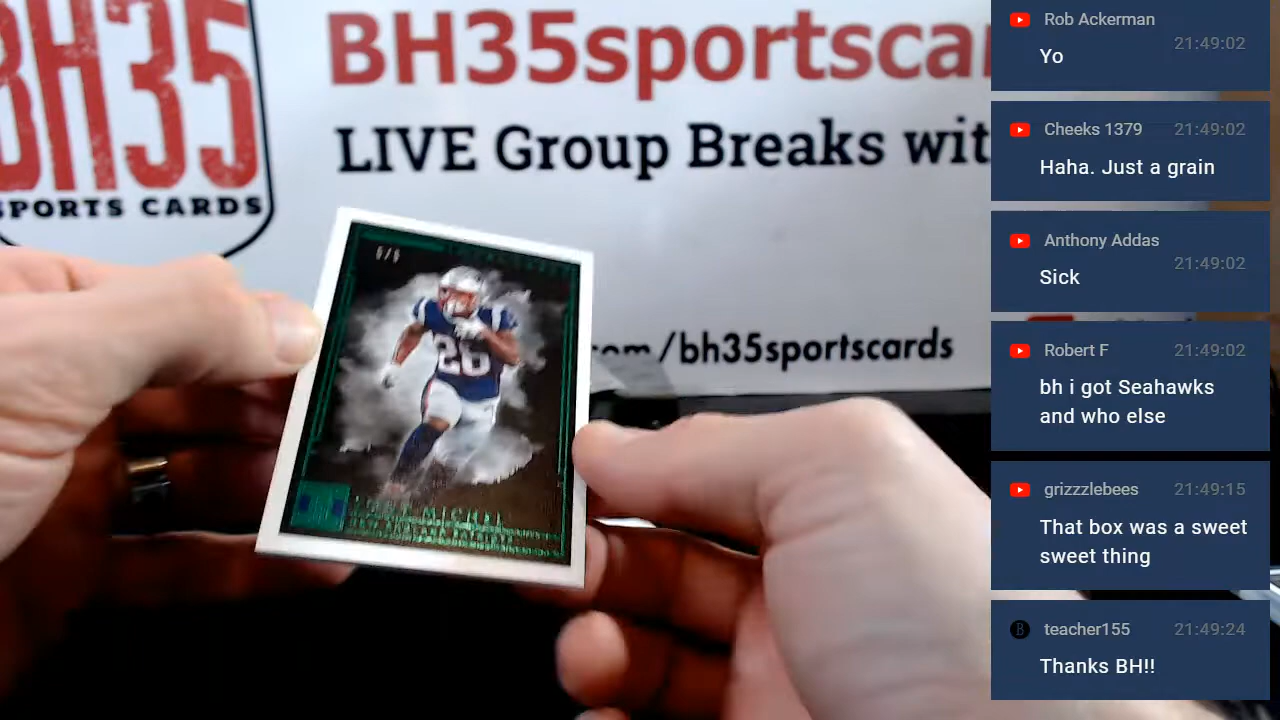 BH35
SPORTS CARDS
BH35sportsca
LIVE Group Breaks wit
.com/bh35sportscards
26
MICHEL
Rob Ackerman
21:49:02
Yo
Cheeks 1379
21:49:02
Haha. Just a grain
Anthony Addas
21:49:02
Sick
Robert F
21:49:02
bh i got Seahawks
and who else
grizzzlebees
21:49:15
That box was a sweet
sweet thing
teacher155
21:49:24
Thanks BH!!